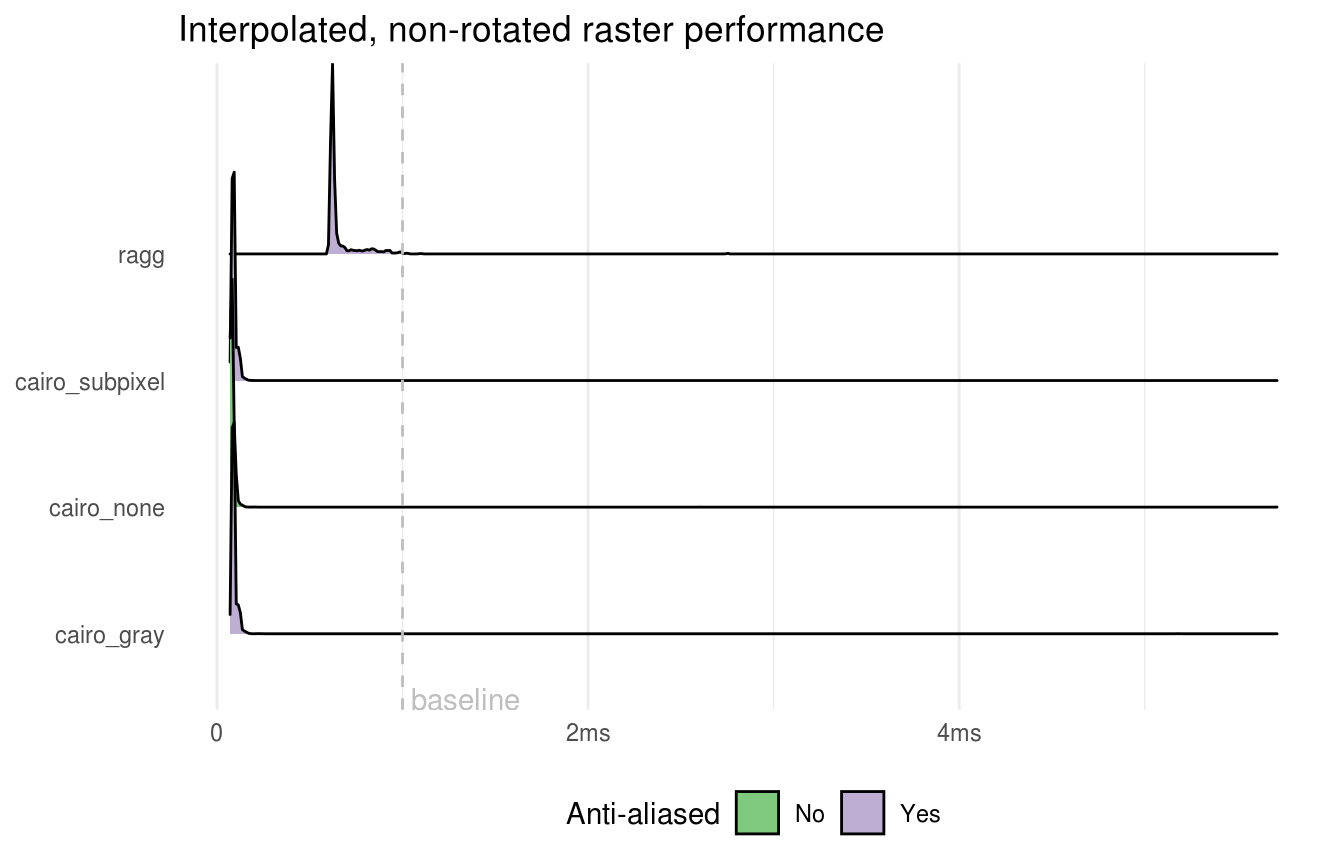 Interpolated, non-rotated raster performance
ragg
cairo_subpixel
cairo_none
cairo_gray
baseline
0 2ms 4ms
Anti-aliased No Yes